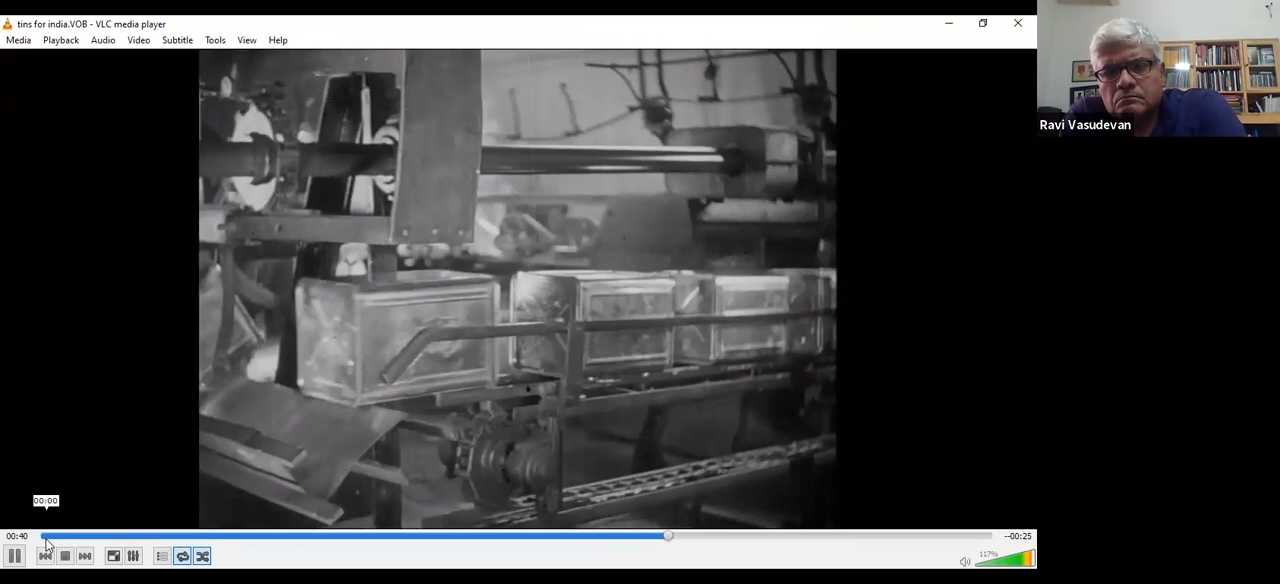 tins for india.VOB - VLC media player
Media Playback Audio Video Subtitle Tools View Help
Ravi Vasudevan
00:00
00:40
--00:25
117%